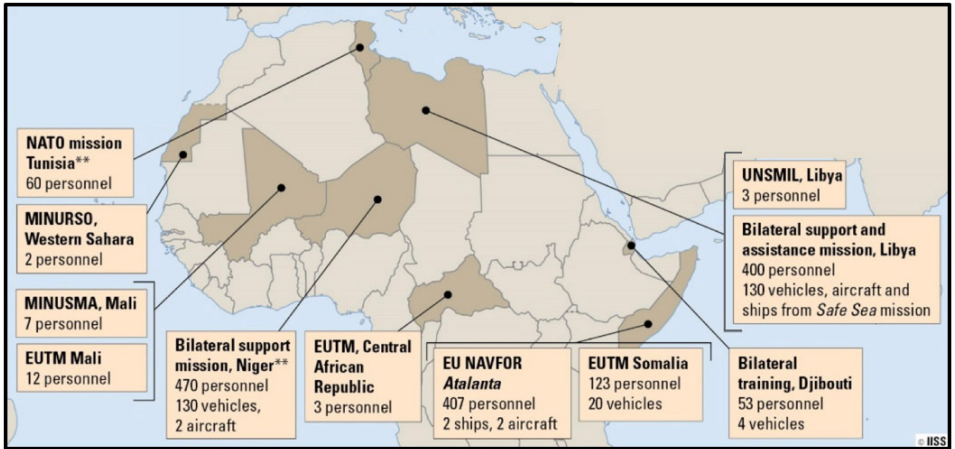 NATO mission
Tunisia**
60 personnel
MINURSO,
Western Sahara
2 personnel
MINUSMA, Mali
7 personnel
EUTM Mali
12 personnel
Bilateral support
mission, Niger**
470 personnel
130 vehicles,
2 aircraft
EUTM, Central
African
Republic
3 personnel
EU NAVFOR
Atalanta
407 personnel
2 ships, 2 aircraft
EUTM Somalia
123 personnel
20 vehicles
Bilateral
training, Djibouti
53 personnel
4 vehicles
UNSMIL, Libya
3 personnel
Bilateral support and
assistance mission, Libya
400 personnel
130 vehicles, aircraft and
ships from Safe Sea mission
© IISS